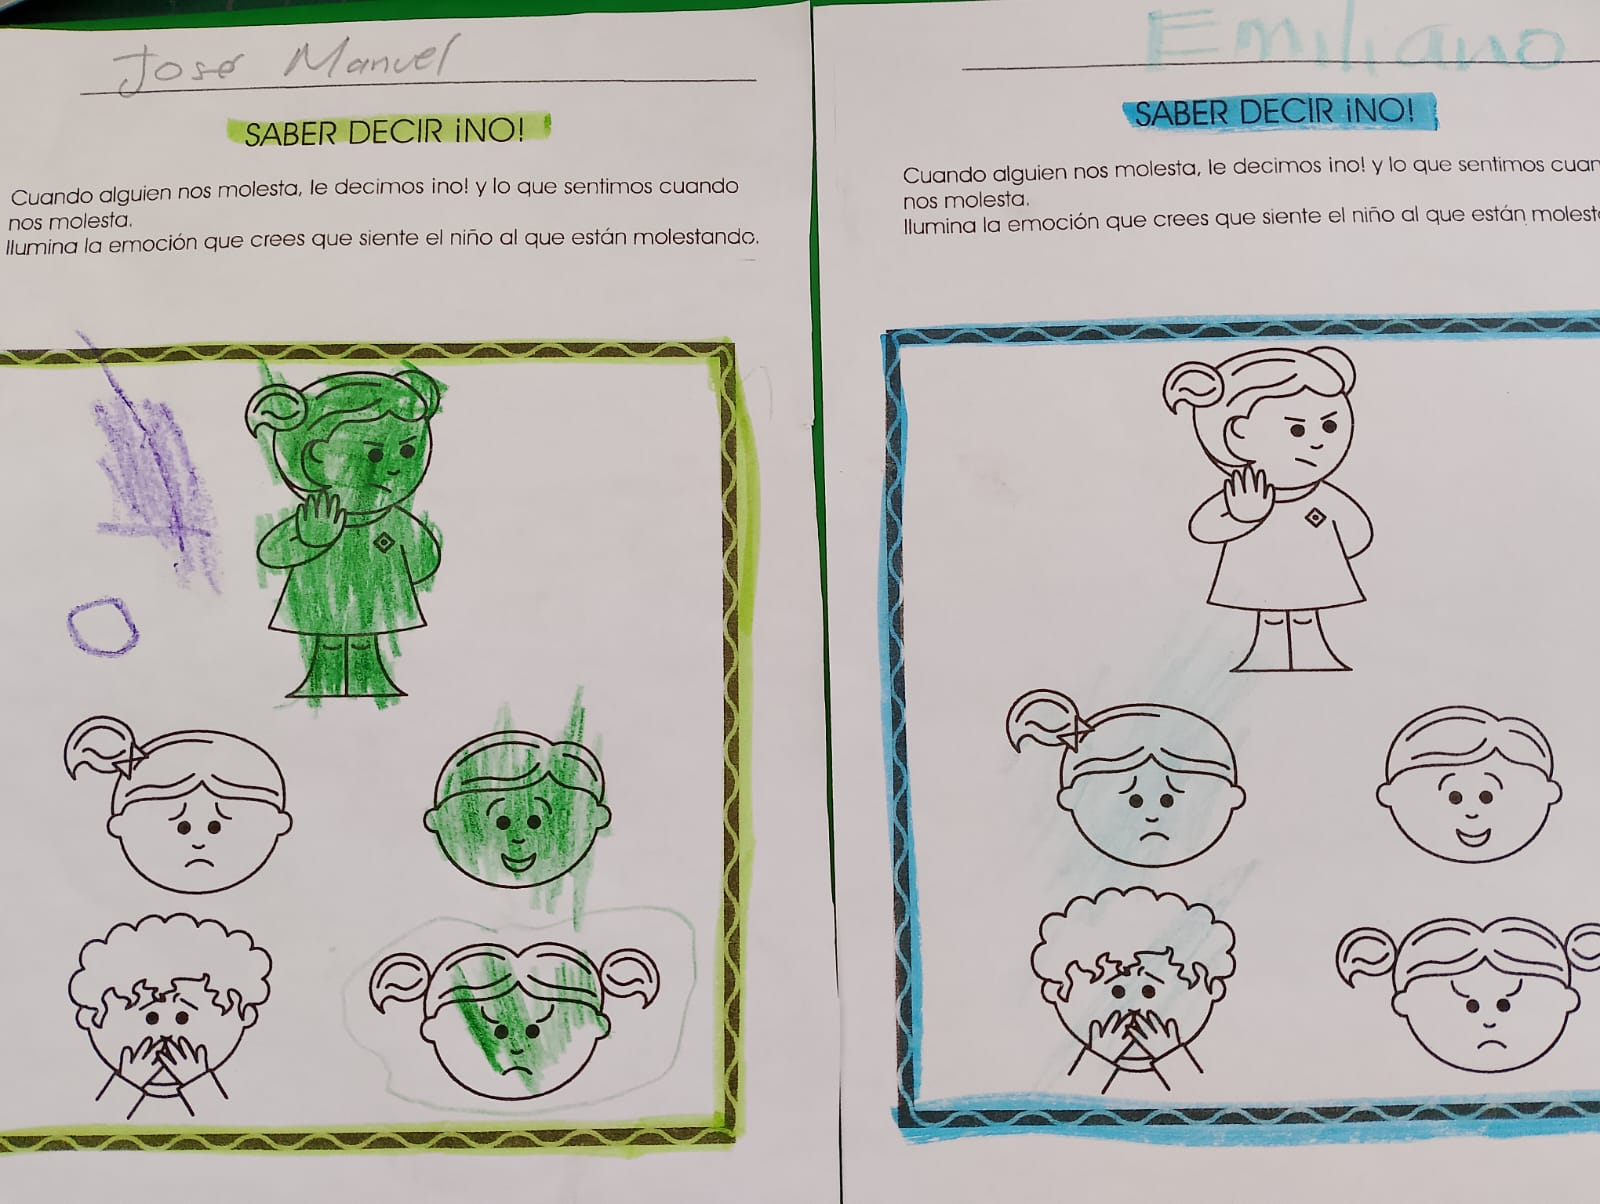 José Manuel
SABER DECIR ¡NO!
Cuando alguien nos molesta, le decimos ¡no! y lo que sentimos cuando
nos molesta.
Ilumina la emoción que crees que siente el niño al que están molestando.
Emiliano
SABER DECIR ¡NO!
Cuando alguien nos molesta, le decimos ¡no! y lo que sentimos cuan
nos molesta.
Ilumina la emoción que crees que siente el niño al que están molest